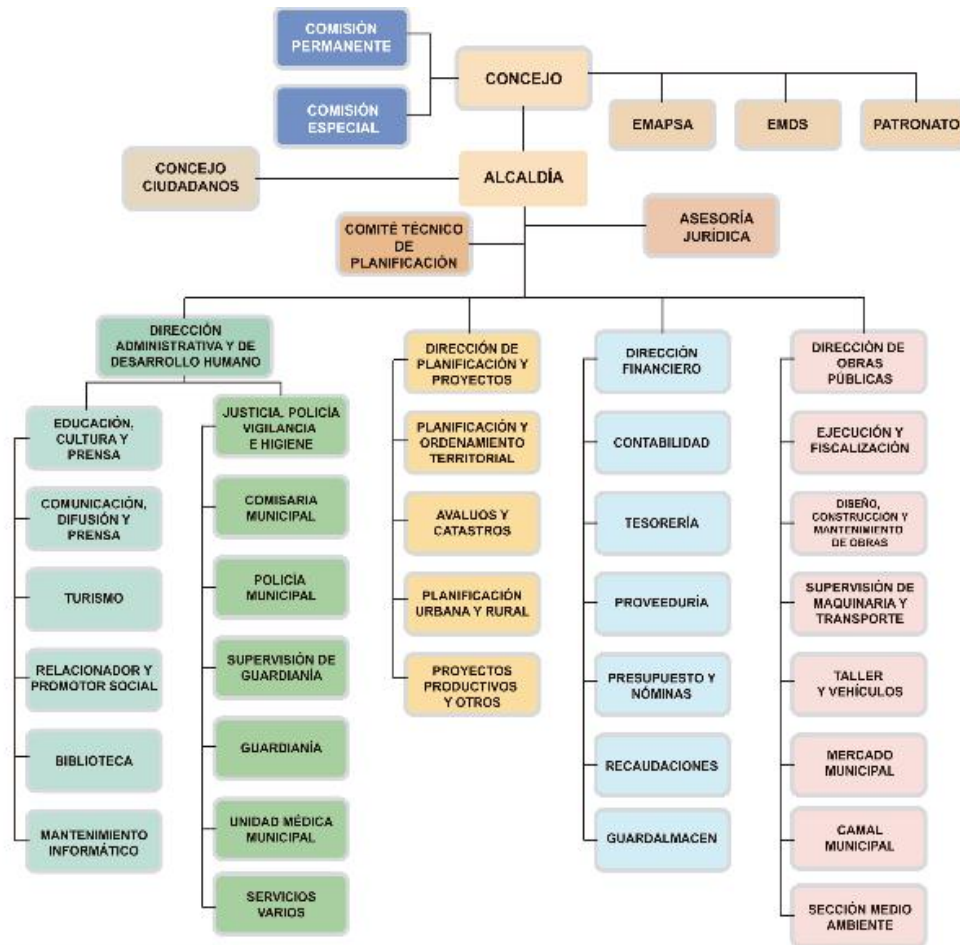 COMISIÓN
PERMANENTE
COMISIÓN
ESPECIAL
CONCEJO
EMAPSA
EMDS
PATRONATO
CONCEJO
CIUDADANOS
ALCALDÍA
COMITÉ TÉCNICO
DE
PLANIFICACIÓN
ASESORÍA
JURÍDICA
DIRECCIÓN
ADMINISTRATIVA Y DE
DESARROLLO HUMANO
EDUCACIÓN,
CULTURA Y
PRENSA
COMUNICACIÓN,
DIFUSIÓN Y
PRENSA
TURISMO
RELACIONADOR Y
PROMOTOR SOCIAL
BIBLIOTECA
MANTENIMIENTO
INFORMÁTICO
JUSTICIA, POLICÍA
VIGILANCIA
E HIGIENE
COMISARIA
MUNICIPAL
POLICÍA
MUNICIPAL
SUPERVISIÓN DE
GUARDIANÍA
GUARDIANÍA
UNIDAD MÉDICA
MUNICIPAL
SERVICIOS
VARIOS
DIRECCIÓN DE
PLANIFICACIÓN Y
PROYECTOS
PLANIFICACIÓN Y
ORDENAMIENTO
TERRITORIAL
AVALUOS Y
CATASTROS
PLANIFICACIÓN
URBANA Y RURAL
PROYECTOS
PRODUCTIVOS
Y OTROS
DIRECCIÓN
FINANCIERO
CONTABILIDAD
TESORERÍA
PROVEEDURÍA
PRESUPUESTO Y
NÓMINAS
RECAUDACIONES
GUARDALMACEN
DIRECCIÓN DE
OBRAS
PÚBLICAS
EJECUCIÓN Y
FISCALIZACIÓN
DISEÑO,
CONSTRUCCIÓN Y
MANTENIMIENTO
DE OBRAS
SUPERVISIÓN DE
MAQUINARIA Y
TRANSPORTE
TALLER
Y VEHÍCULOS
MERCADO
MUNICIPAL
CAMAL
MUNICIPAL
SECCIÓN MEDIO
AMBIENTE